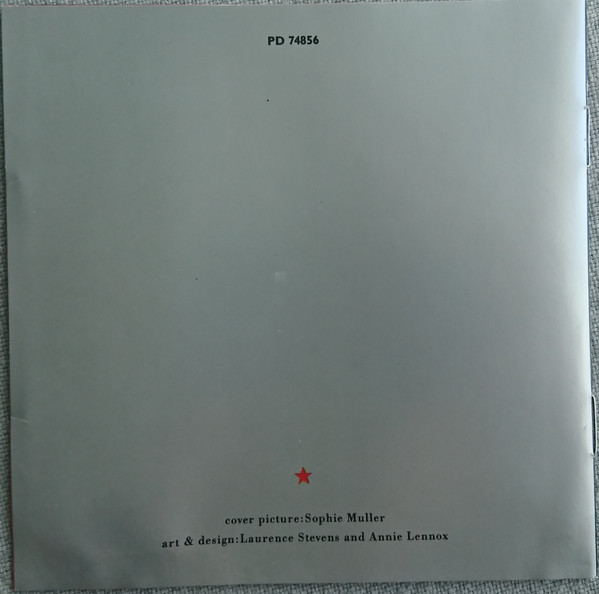 PD 74856
cover picture:Sophie Muller
art & design:Laurence Stevens and Annie Lennox